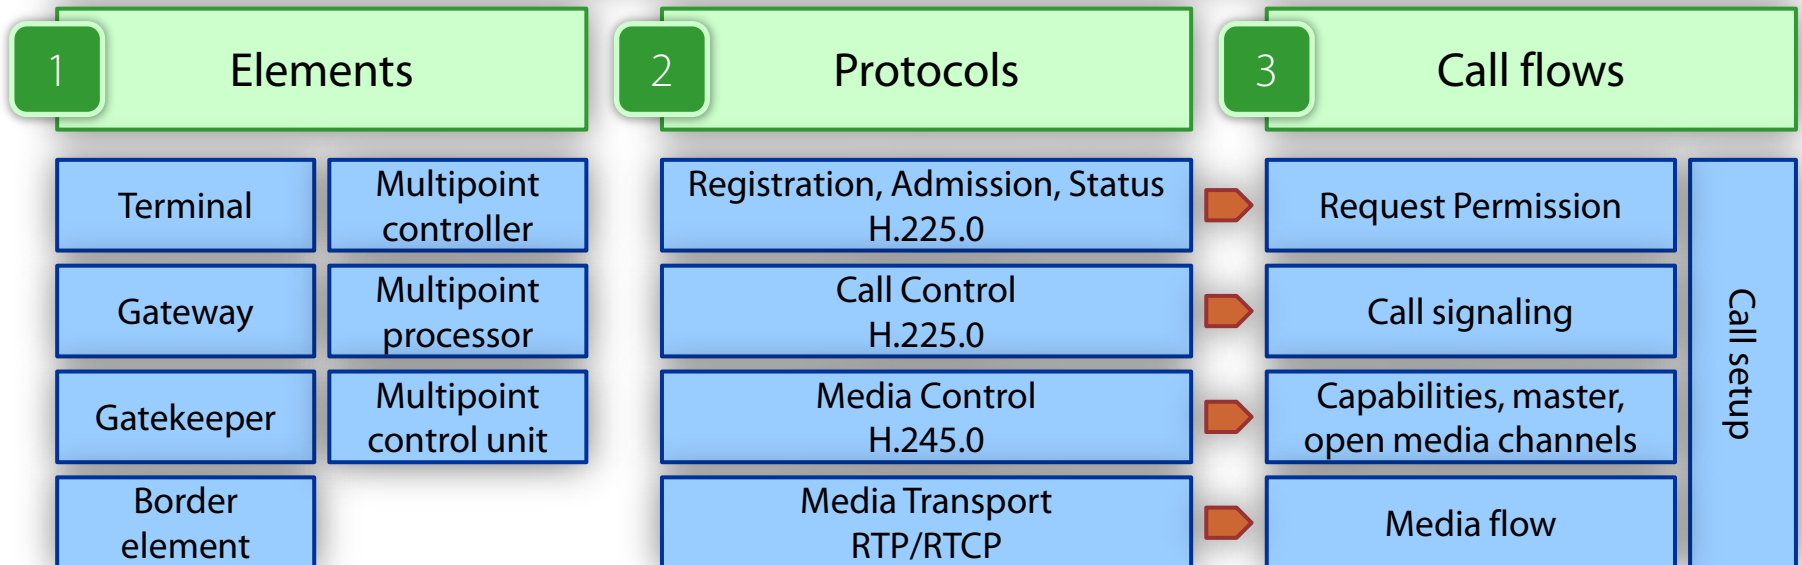 1
Elements
2
Protocols
3
Call flows
Terminal
Multipoint
controller
Gateway
Multipoint
processor
Gatekeeper
Multipoint
control unit
Border
element
Registration, Admission, Status
H.225.0
Call Control
H.225.0
Media Control
H.245.0
Media Transport
RTP/RTCP
Request Permission
Call signaling
Capabilities, master,
open media channels
Media flow
Call setup